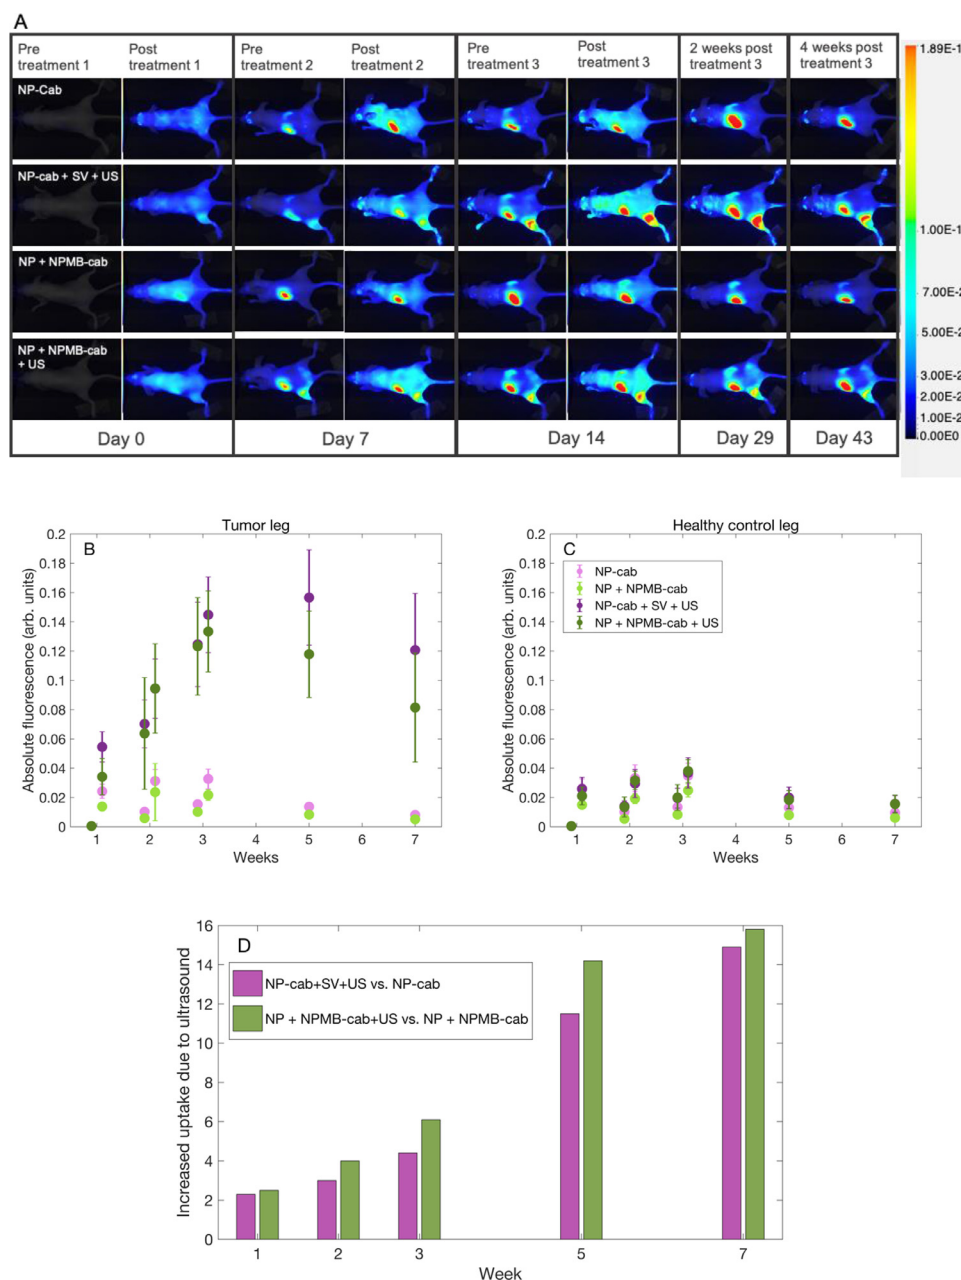 A
Pre treatment 1
Post treatment 1
Pre treatment 2
Post treatment 2
Pre treatment 3
Post treatment 3
2 weeks post treatment 3
4 weeks post treatment 3
NP-Cab
NP-cab + SV + US
NP + NPMB-cab
NP + NPMB-cab + US
Day 0
Day 7
Day 14
Day 29
Day 43
1.89E-1
1.00E-1
7.00E-2
5.00E-2
3.00E-2
2.00E-2
1.00E-2
0.00E0
Tumor leg
B
Absolute fluorescence (arb. units)
0.2
0.18
0.16
0.14
0.12
0.1
0.08
0.06
0.04
0.02
0
1 2 3 4 5 6 7
Weeks
Healthy control leg
C
NP-cab
NP + NPMB-cab
NP-cab + SV + US
NP + NPMB-cab + US
Absolute fluorescence (arb. units)
0.2
0.18
0.16
0.14
0.12
0.1
0.08
0.06
0.04
0.02
0
1 2 3 4 5 6 7
Weeks
D
NP-cab+SV+US vs. NP-cab
NP + NPMB-cab+US vs. NP + NPMB-cab
Increased uptake due to ultrasound
16
14
12
10
8
6
4
2
0
1 2 3 5 7
Week